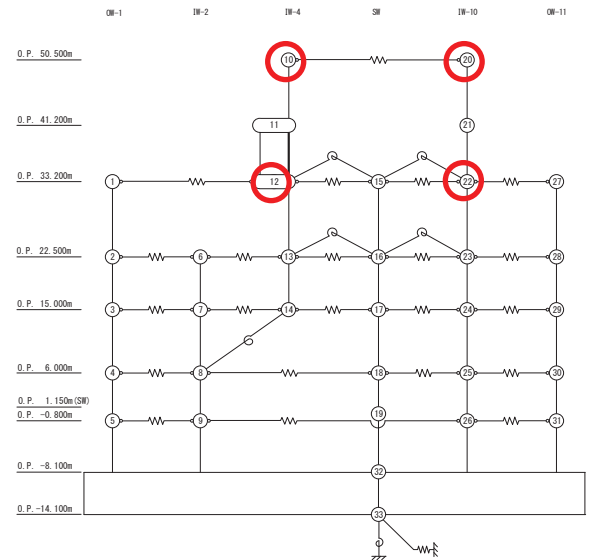 OW-1 IW-2 IW-4 SW IW-10 OW-11
O.P. 50.500m 10 20
O.P. 41.200m 11 21
O.P. 33.200m 1 12 15 22 27
O.P. 22.500m 2 6 13 16 23 28
O.P. 15.000m 3 7 14 17 24 29
O.P. 6.000m 4 8 18 25 30
O.P. 1.150m(SW) 19
O.P. -0.800m 5 9 26 31
O.P. -8.100m 32
O.P.-14.100m 33